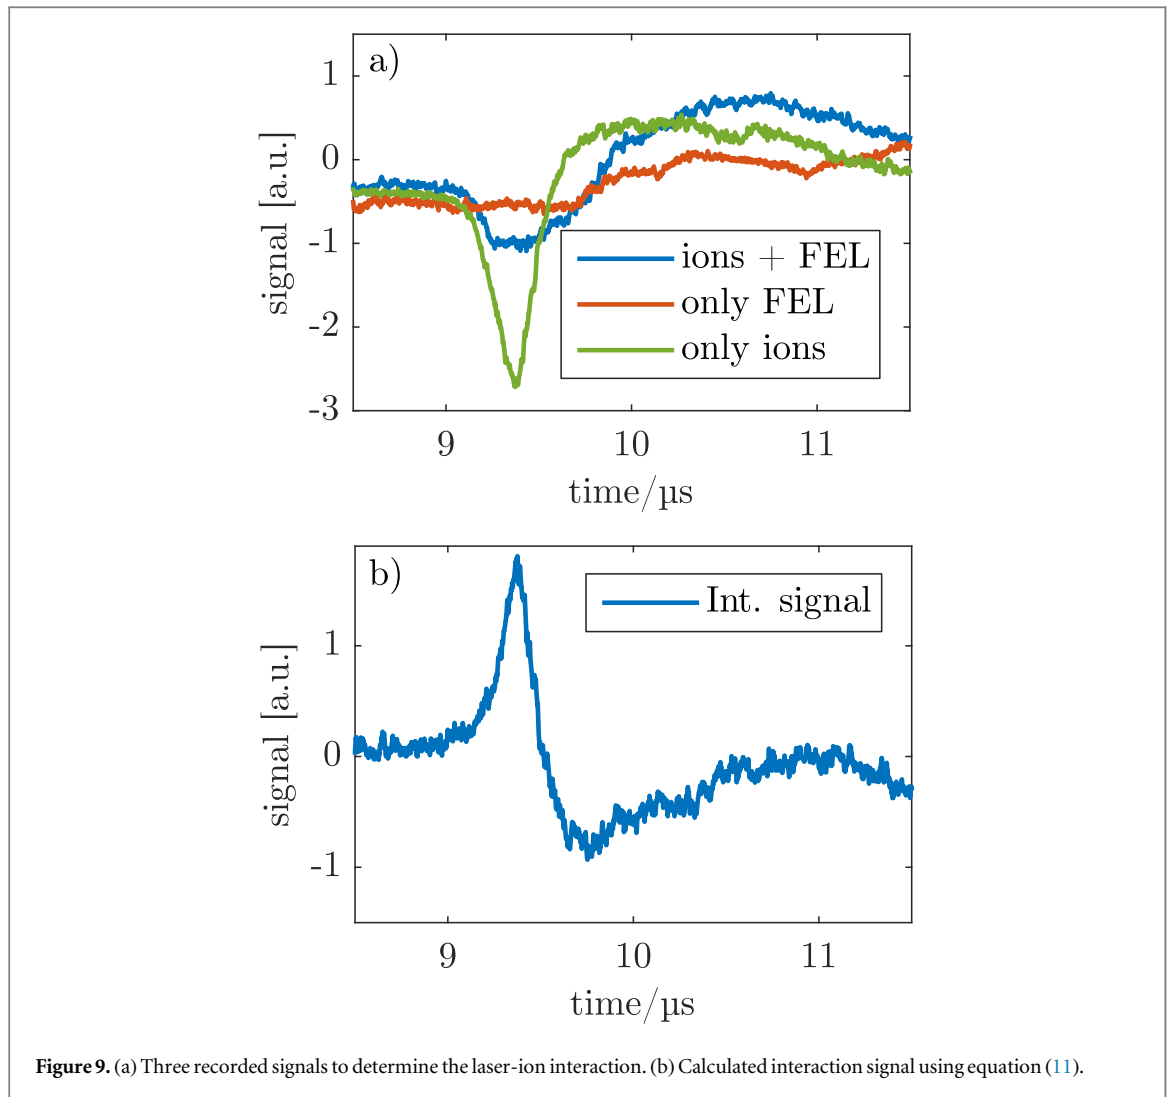 a)
1
0
-1
-2
-3
signal [a.u.]
ions + FEL
only FEL
only ions
9 10 11
time/µs
b)
Int. signal
1
0
-1
signal [a.u.]
9 10 11
time/µs
Figure 9. (a) Three recorded signals to determine the laser-ion interaction. (b) Calculated interaction signal using equation (11).